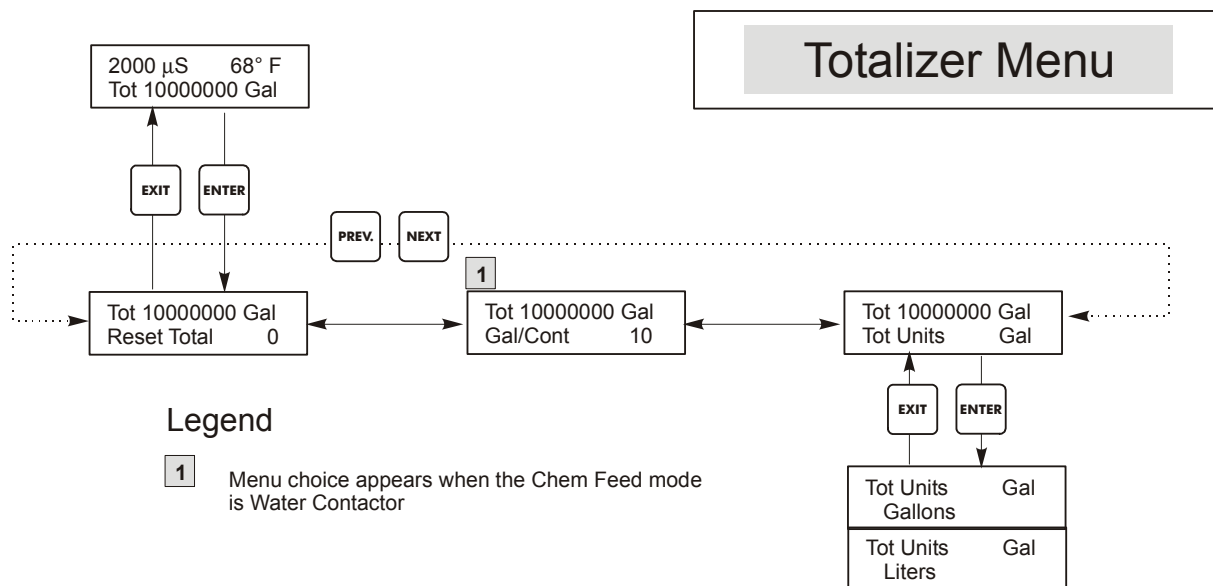 Totalizer Menu
2000 μS 68° F
Tot 10000000 Gal
EXIT
ENTER
PREV.
NEXT
1
Tot 10000000 Gal
Reset Total 0
Tot 10000000 Gal
Gal/Cont 10
Tot 10000000 Gal
Tot Units Gal
EXIT
ENTER
Tot Units Gal
Gallons
Tot Units Gal
Liters
Legend
1 Menu choice appears when the Chem Feed mode
is Water Contactor